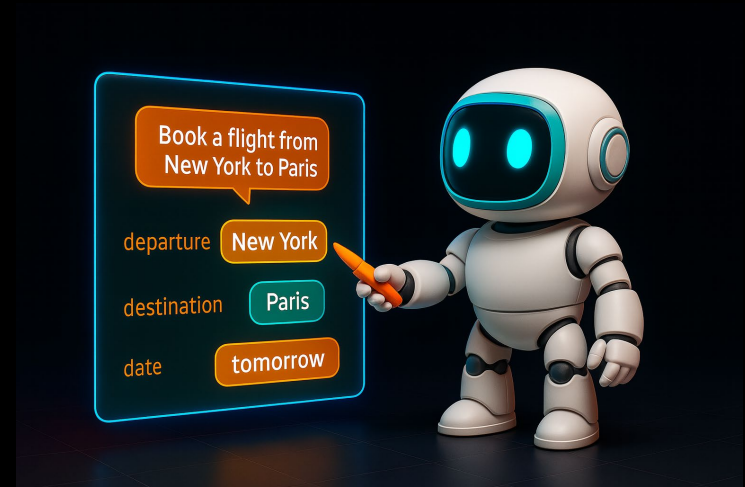 Book a flight from
New York to Paris
departure New York
destination Paris
date tomorrow